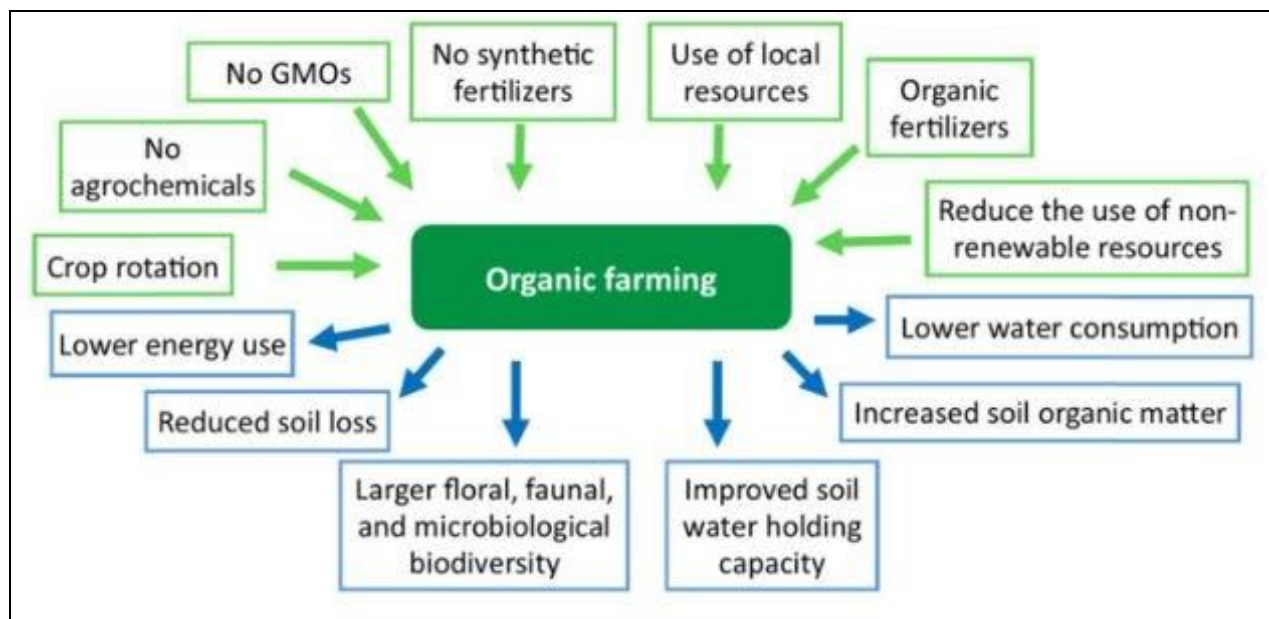 No GMOs
No synthetic
fertilizers
Use of local
resources
Organic
fertilizers
No
agrochemicals
Reduce the use of non-
renewable resources
Crop rotation
Organic farming
Lower energy use
Lower water consumption
Reduced soil loss
Increased soil organic matter
Larger floral, faunal,
and microbiological
biodiversity
Improved soil
water holding
capacity